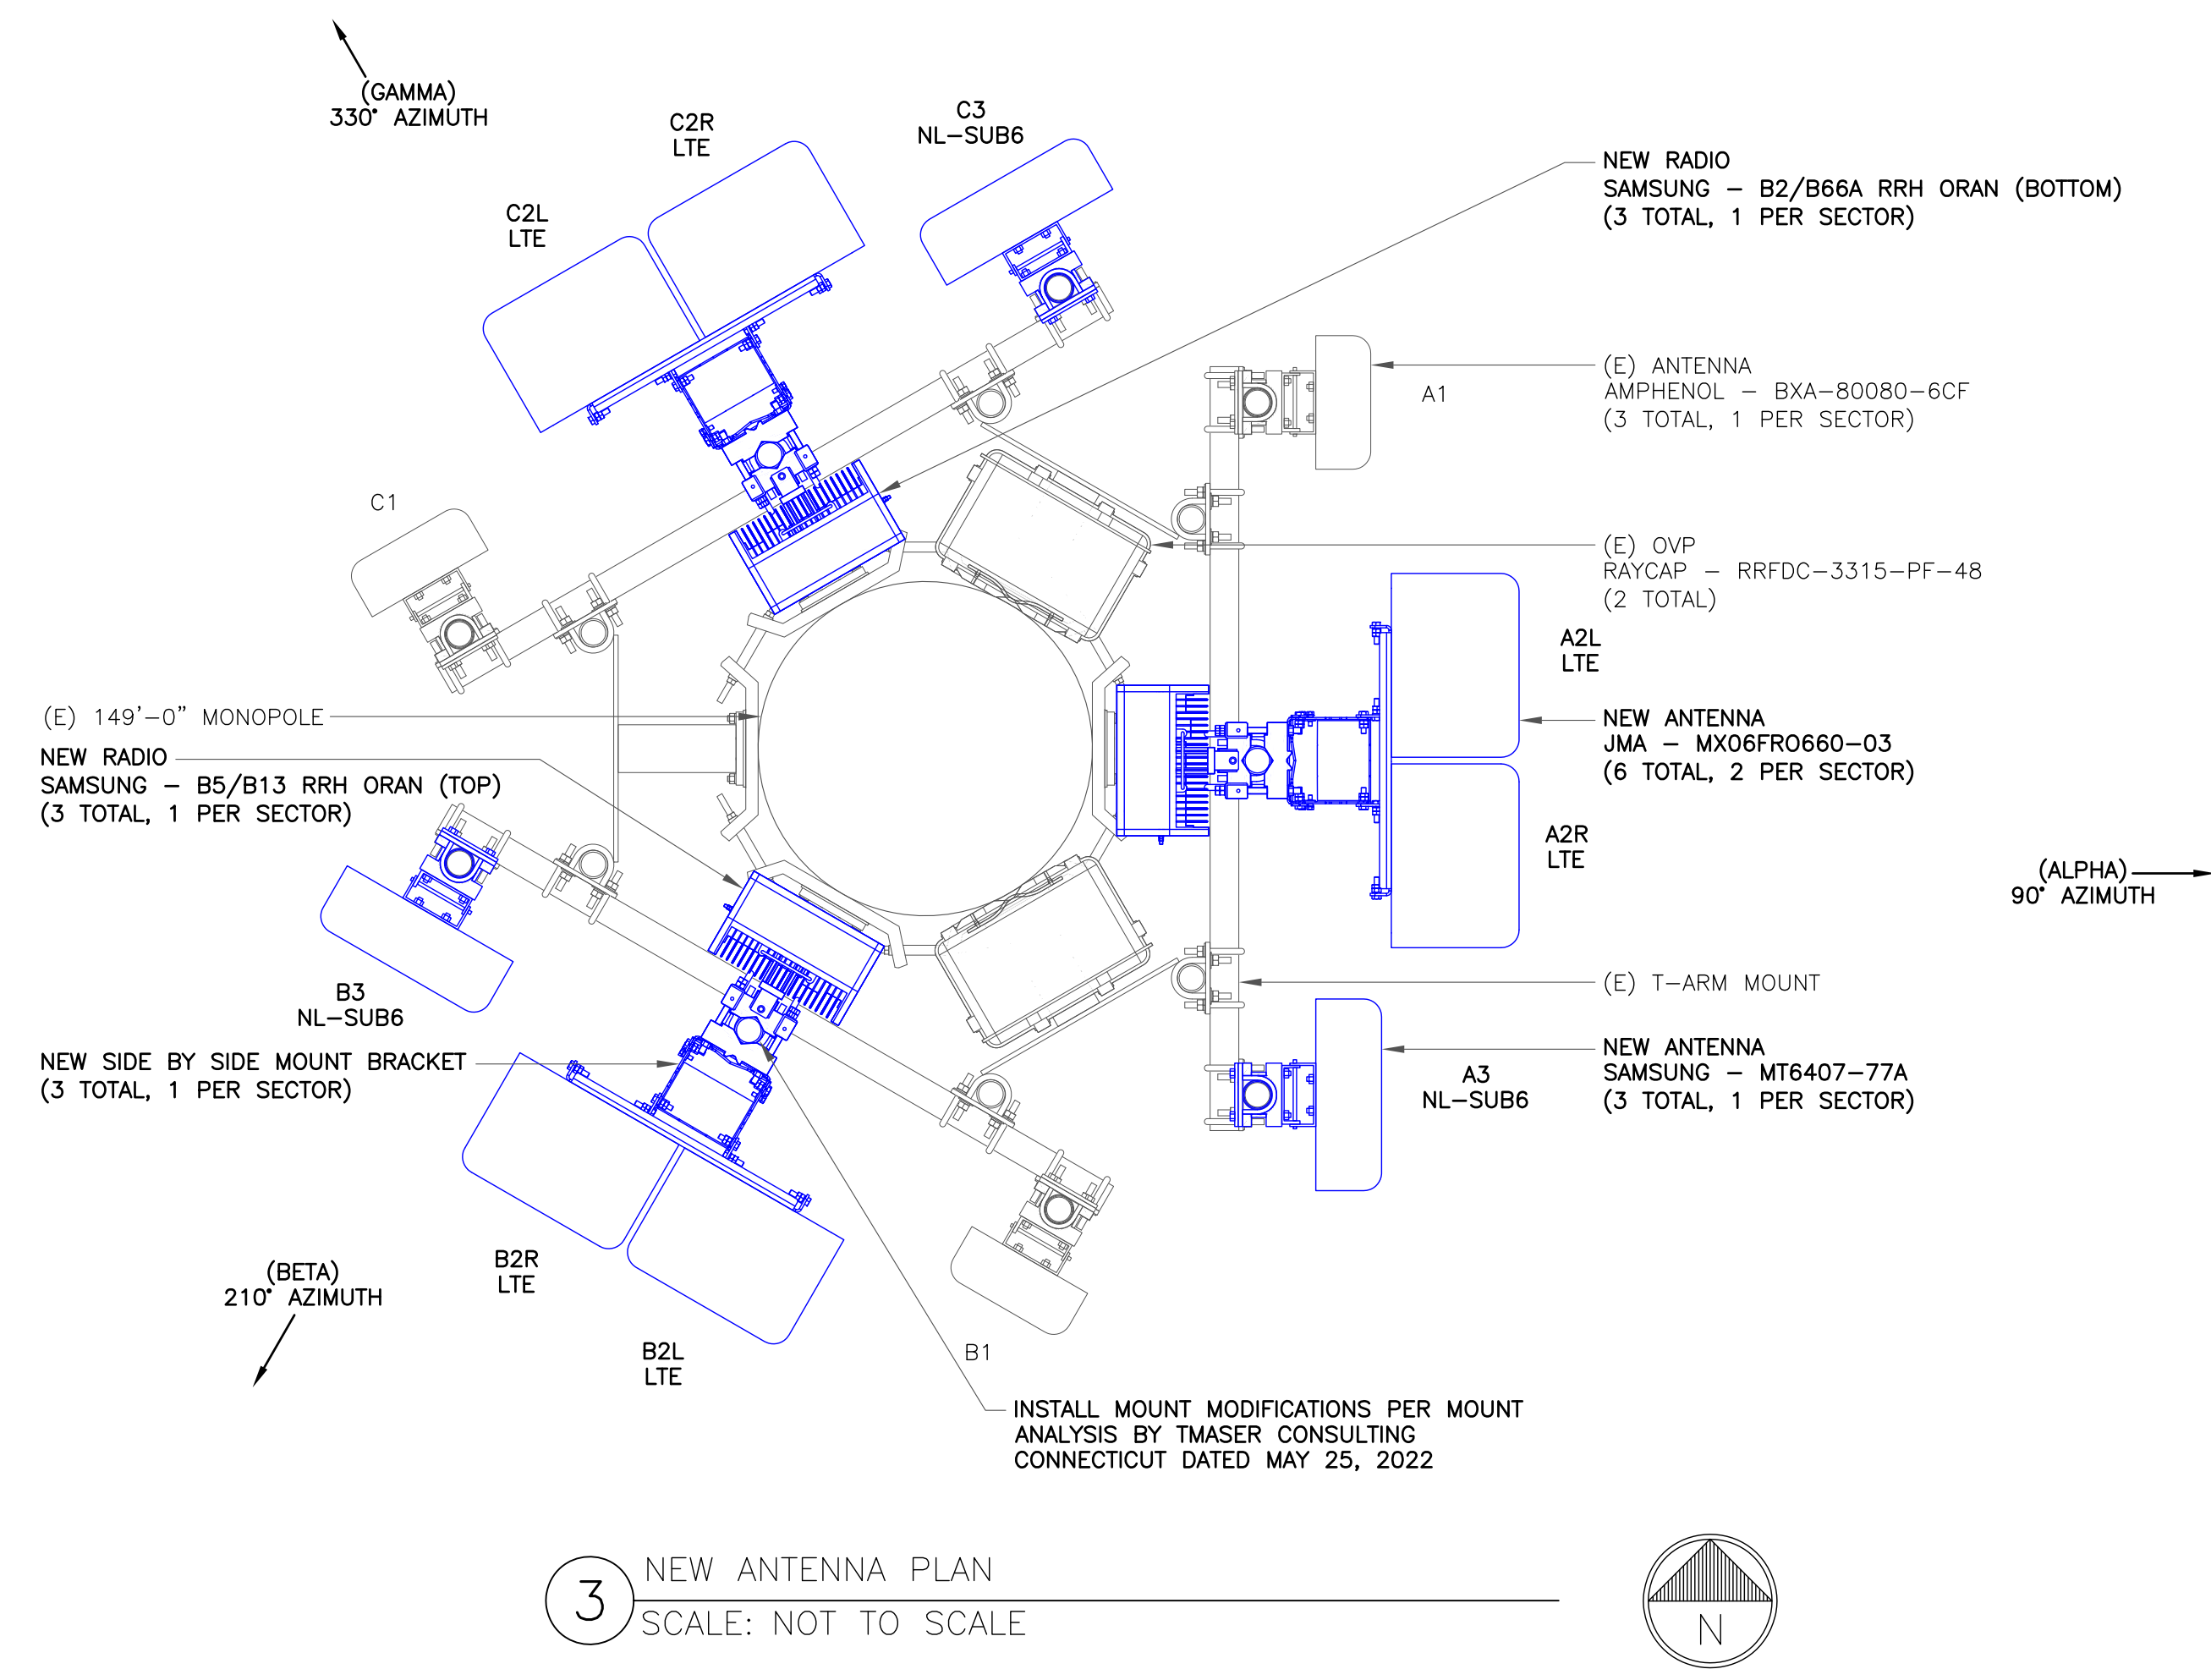 (GAMMA)
330° AZIMUTH
C2R
LTE
C3
NL-SUB6
C2L
LTE
NEW RADIO
SAMSUNG - B2/B66A RRH ORAN (BOTTOM)
(3 TOTAL, 1 PER SECTOR)
(E) ANTENNA
AMPHENOL - BXA-80080-6CF
(3 TOTAL, 1 PER SECTOR)
A1
C1
(E) OVP
RAYCAP - RRFDC-3315-PF-48
(2 TOTAL)
A2L
LTE
(E) 149'-0" MONOPOLE
NEW RADIO
SAMSUNG - B5/B13 RRH ORAN (TOP)
(3 TOTAL, 1 PER SECTOR)
NEW ANTENNA
JMA - MX06FRO660-03
(6 TOTAL, 2 PER SECTOR)
A2R
LTE
(ALPHA)
90° AZIMUTH
B3
NL-SUB6
(E) T-ARM MOUNT
NEW SIDE BY SIDE MOUNT BRACKET
(3 TOTAL, 1 PER SECTOR)
A3
NL-SUB6
NEW ANTENNA
SAMSUNG - MT6407-77A
(3 TOTAL, 1 PER SECTOR)
B2R
LTE
(BETA)
210° AZIMUTH
B2L
LTE
B1
INSTALL MOUNT MODIFICATIONS PER MOUNT
ANALYSIS BY TMASER CONSULTING
CONNECTICUT DATED MAY 25, 2022
3
NEW ANTENNA PLAN
SCALE: NOT TO SCALE
N